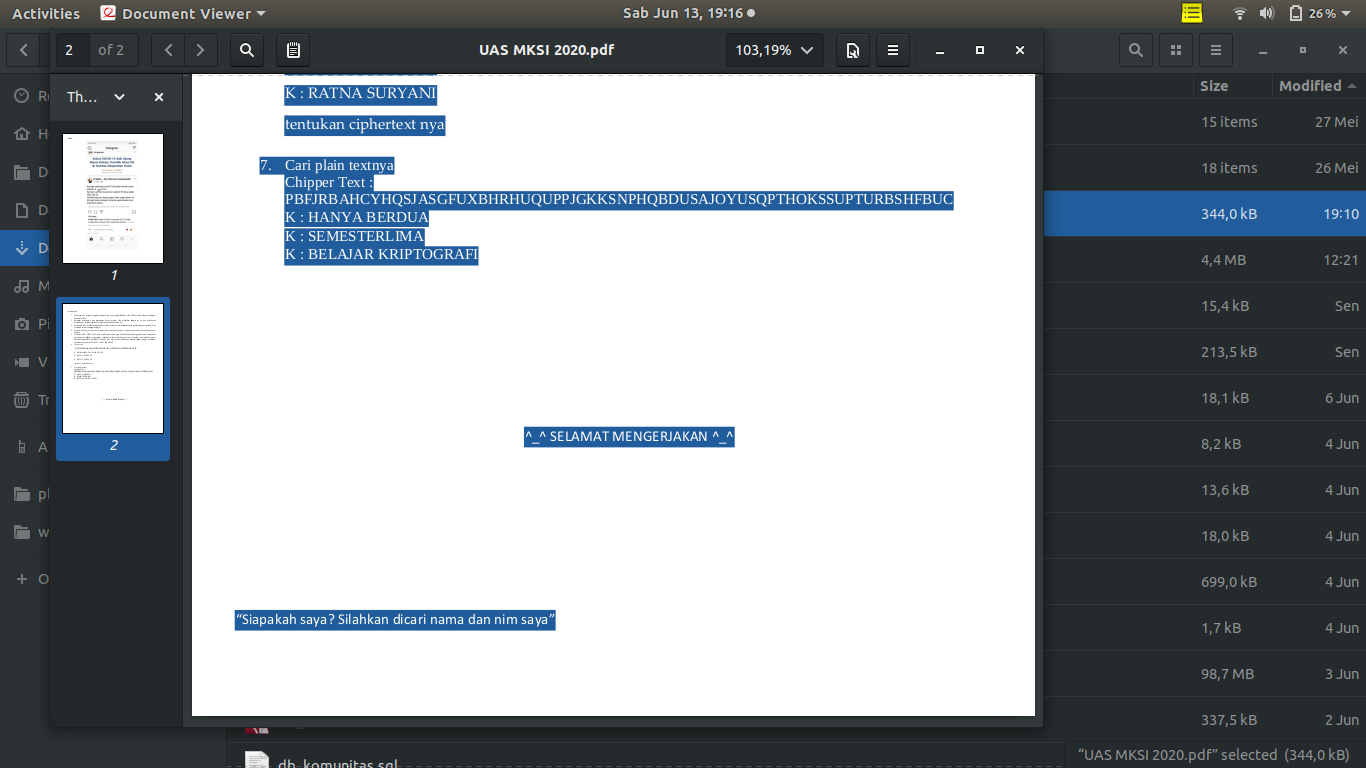 Activities Document Viewer Sab Jun 13, 19:16 26%
2 of 2 UAS MKSI 2020.pdf 103,19%
Th…
1
2
K : RATNA SURYANI
tentukan ciphertext nya
7. Cari plain textnya
Chipper Text :
PBFJRBAHCYHQSJASGFUXBHRHUQUPPJGKKSNPHQBDUSAJOYUSQPTHOKSSUPTURBSHFBUC
K : HANYA BERDUA
K : SEMESTERLIMA
K : BELAJAR KRIPTOGRAFI
^_^ SELAMAT MENGERJAKAN ^_^
“Siapakah saya? Silahkan dicari nama dan nim saya”
Size Modified
15 items 27 Mei
18 items 26 Mei
344,0 kB 19:10
4,4 MB 12:21
15,4 kB Sen
213,5 kB Sen
18,1 kB 6 Jun
8,2 kB 4 Jun
13,6 kB 4 Jun
18,0 kB 4 Jun
699,0 kB 4 Jun
1,7 kB 4 Jun
98,7 MB 3 Jun
337,5 kB 2 Jun
db_komunitas.sql
“UAS MKSI 2020.pdf” selected (344,0 kB)